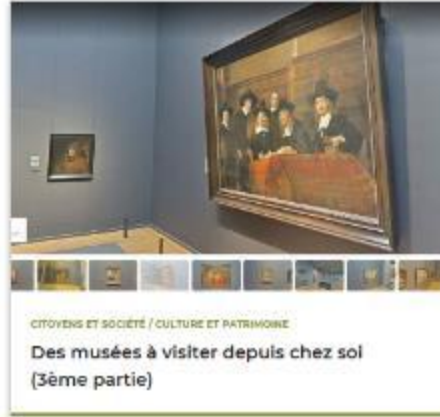 CITOYENS ET SOCIÉTÉ / CULTURE ET PATRIMOINE
Des musées à visiter depuis chez soi
(3ème partie)